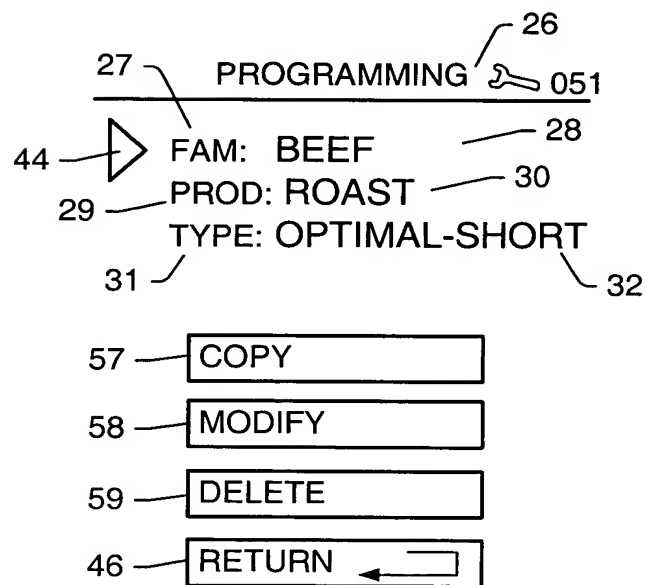 26
27 PROGRAMMING 051
44 FAM: BEEF 28
29 PROD: ROAST 30
TYPE: OPTIMAL-SHORT
31 32
57 COPY
58 MODIFY
59 DELETE
46 RETURN